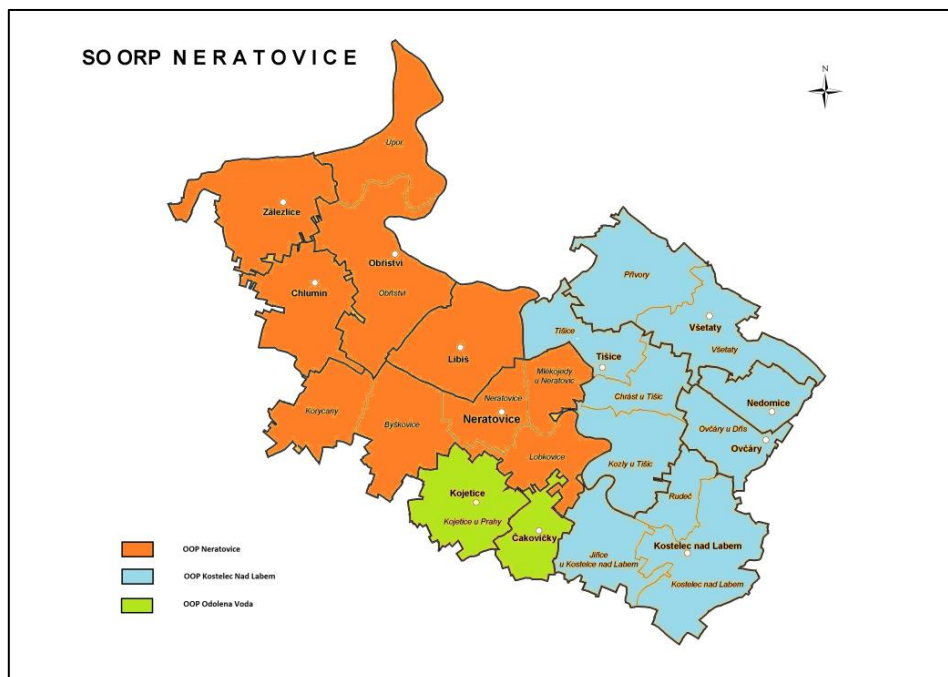 SO ORP NERATOVICE
N
Úpor
Zálezlice
Obříství
Přívory
Chlumín
Obříství
Všetaty
Tišice
Všetaty
Libiš
Tišice
Mlékojedy
u Neratovic
Chrást u Tišic
Neratovice
Nedomice
Korycany
Byškovice
Neratovice
Ovčáry u Dřís
Ovčáry
Lobkovice
Kozly u Tišic
Kojetice
Rudeč
Kojetice u Prahy
Čakovičky
Kostelec nad Labem
Jiřice
u Kostelce nad Labem
Kostelec nad Labem
OOP Neratovice
OOP Kostelec Nad Labem
OOP Odolena Voda